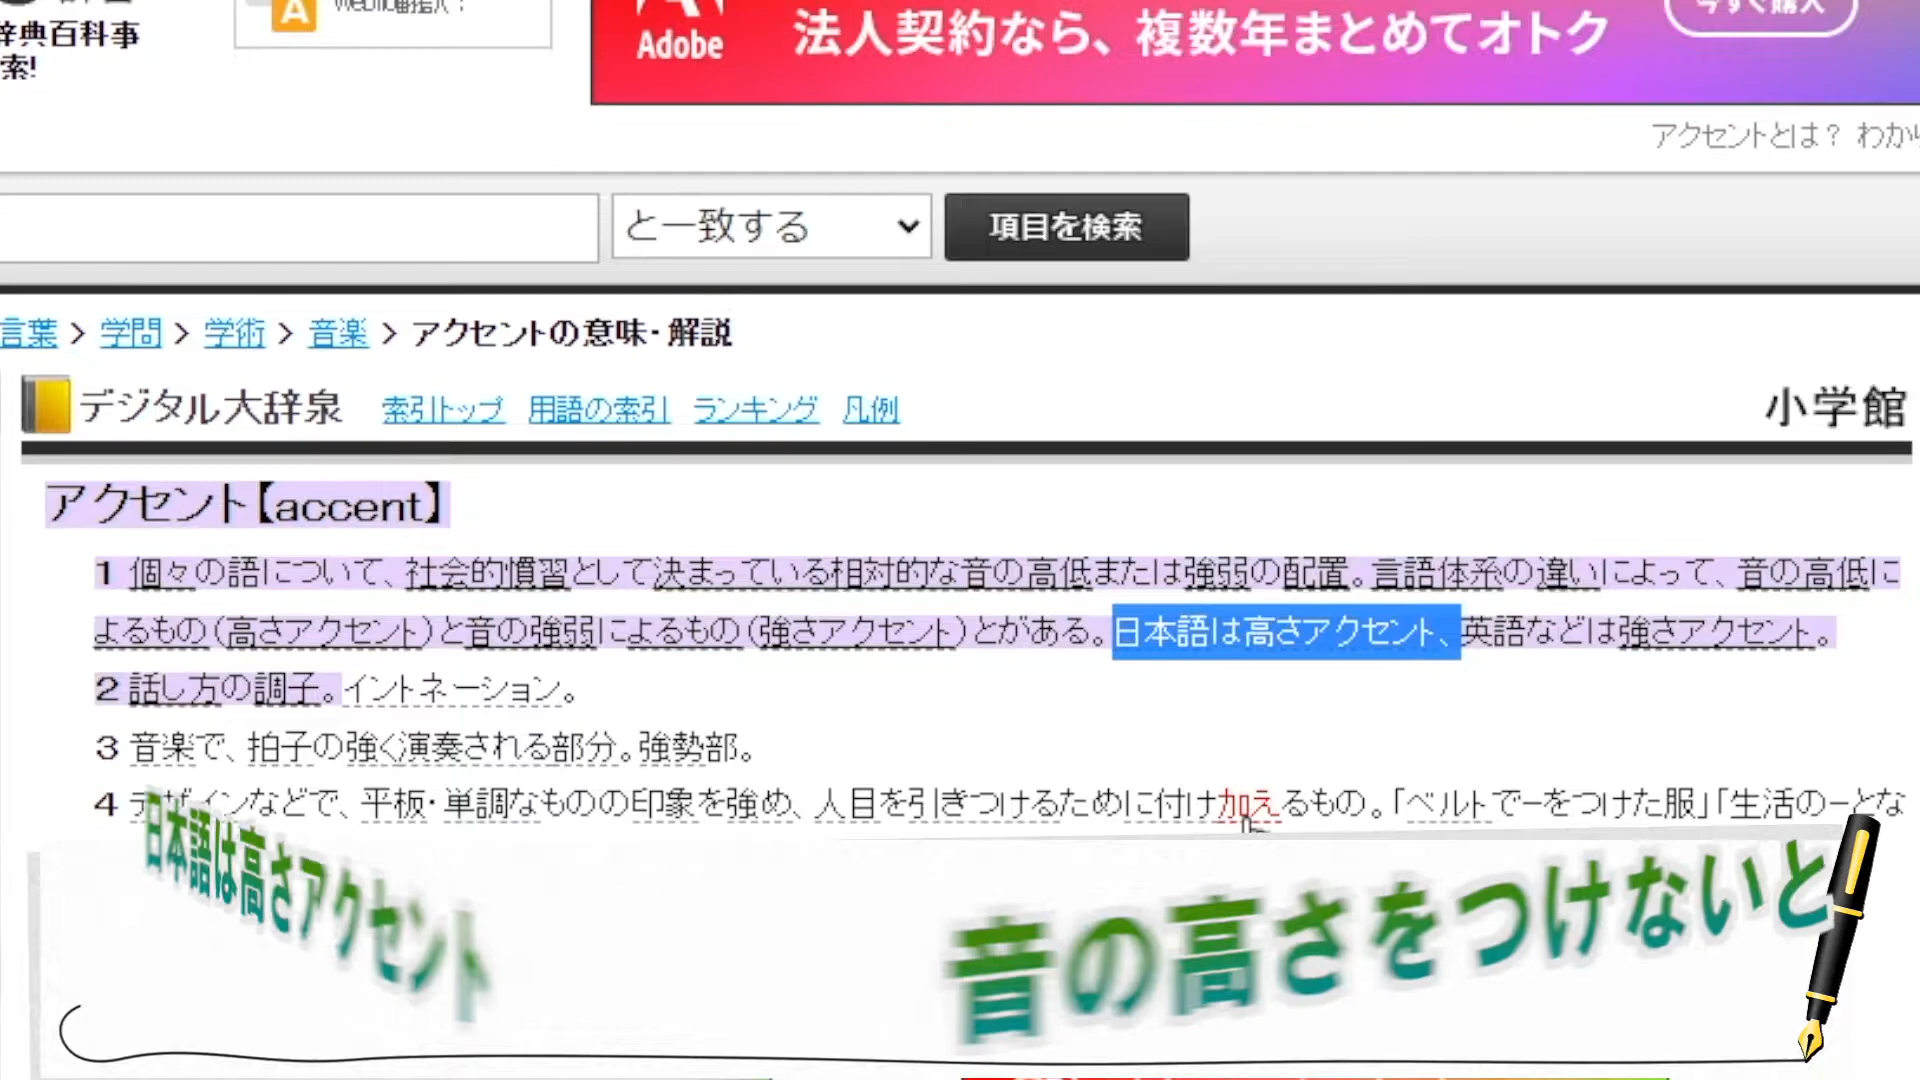 辞典百科事
索!
Adobe
法人契約なら、複数年まとめてオトク
今すぐ購入
アクセントとは? わか
と一致する
項目を検索
言葉 > 学問 > 学術 > 音楽 > アクセントの意味・解説
デジタル大辞泉 索引トップ 用語の索引 ランキング 凡例
小学館
アクセント【accent】
1 個々の語について、社会的慣習として決まっている相対的な音の高低または強弱の配置。言語体系の違いによって、音の高低に
よるもの(高さアクセント)と音の強弱によるもの(強さアクセント)とがある。日本語は高さアクセント、英語などは強さアクセント。
2 話し方の調子。イントネーション。
3 音楽で、拍子の強く演奏される部分。強勢部。
4 デザインなどで、平板・単調なものの印象を強め、人目を引きつけるために付け加えるもの。「ベルトで−をつけた服」「生活の−とな
日本語は高さアクセント
音の高さをつけないと